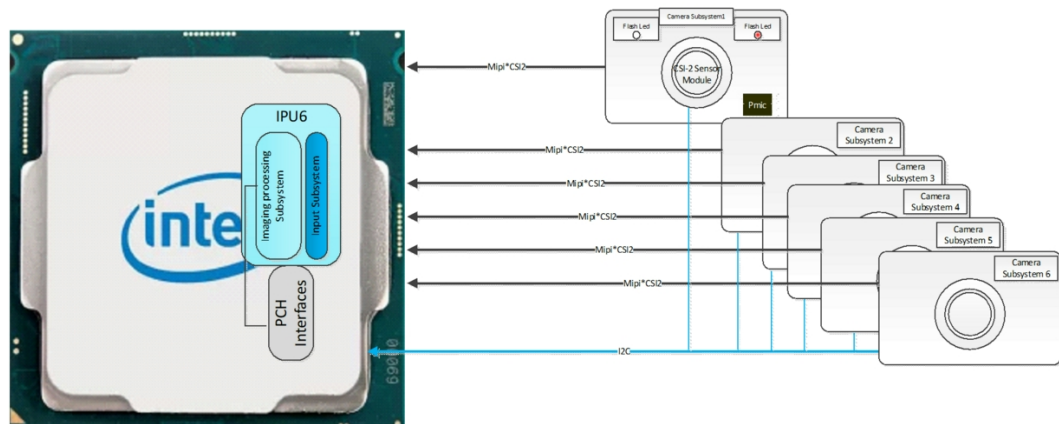 Camera Subsystem1
Flash Led
Flash Led
CSI-2 Sensor
Module
Pmic
Mipi*CSI2
Camera
Subsystem 2
Mipi*CSI2
Camera
Subsystem 3
Mipi*CSI2
Camera
Subsystem 4
Mipi*CSI2
Camera
Subsystem 5
Mipi*CSI2
Camera
Subsystem 6
Mipi*CSI2
I2C
IPU6
Imaging processing
Subsystem
Input Subsystem
PCH
Interfaces
inte